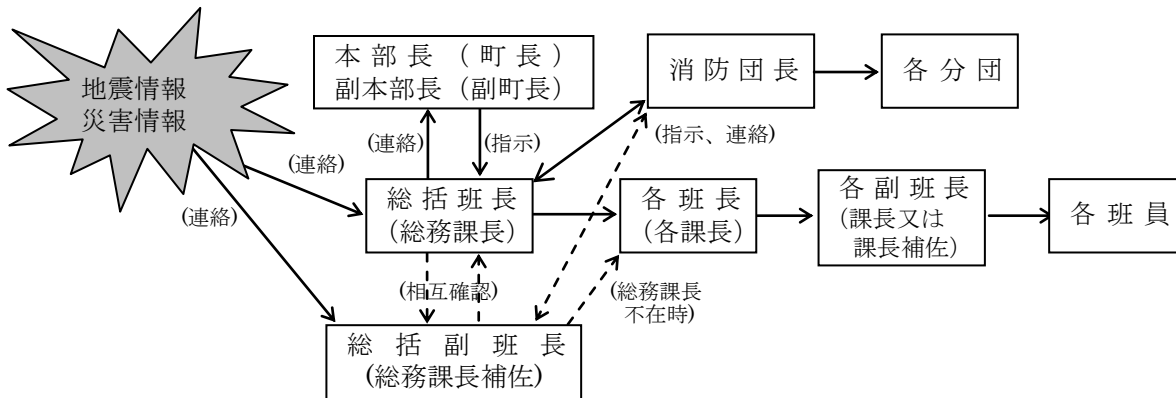 地震情報
災害情報
本部長（町長）
副本部長（副町長）
消防団長
各分団
(連絡)
(指示)
(指示、連絡)
(連絡)
(連絡)
総括班長
(総務課長)
各班長
(各課長)
各副班長
(課長又は
課長補佐)
各班員
(相互確認)
(総務課長
不在時)
総括副班長
(総務課長補佐)